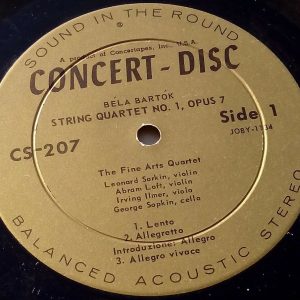 SOUND IN THE ROUND
A product of Concertapes, Inc., U.S.A.
CONCERT-DISC
BÉLA BARTÓK
STRING QUARTET NO. 1, OPUS 7
Side 1
CS-207
JOBY-1134
The Fine Arts Quartet
Leonard Sorkin, violin
Abram Loft, violin
Irving Ilmer, viola
George Sopkin, cello
1. Lento
2. Allegretto
Introduzione: Allegro
3. Allegro vivace
BALANCED ACOUSTIC STEREO